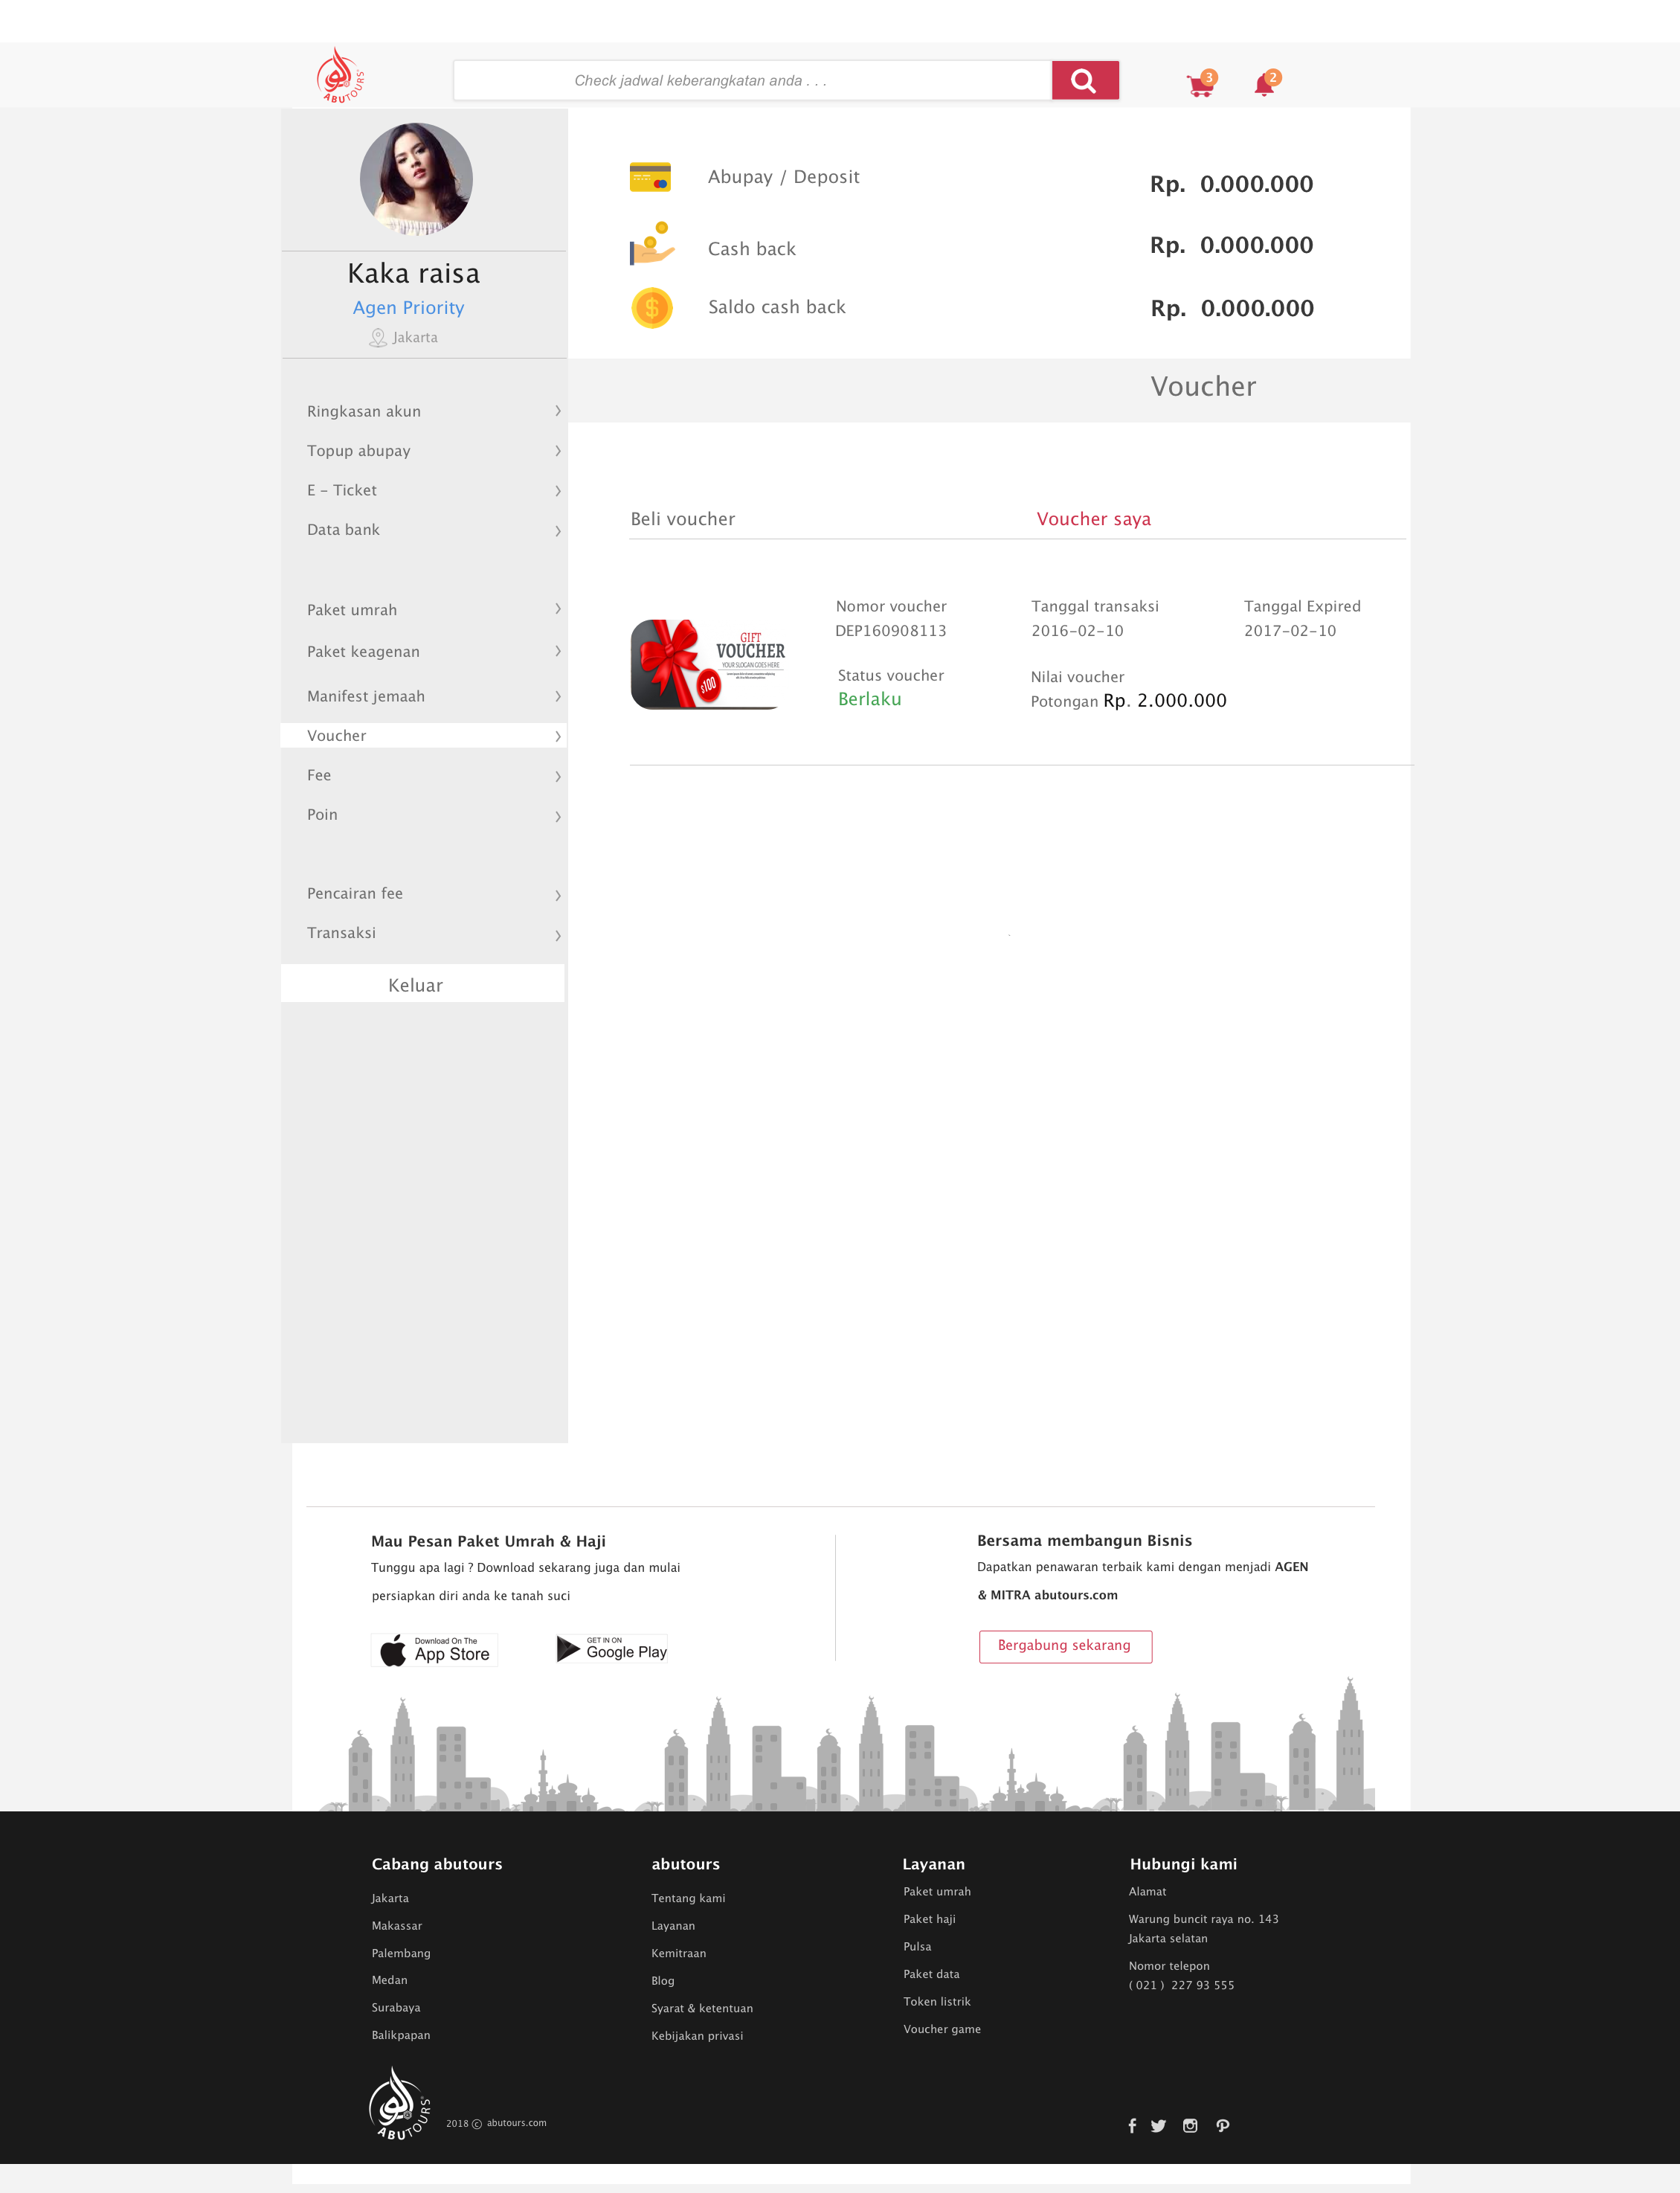 ABUTOURS
Check jadwal keberangkatan anda . . .
3
2
Kaka raisa
Agen Priority
Jakarta
Abupay / Deposit
Rp. 0.000.000
Cash back
Rp. 0.000.000
Saldo cash back
Rp. 0.000.000
Voucher
Ringkasan akun
Topup abupay
E - Ticket
Data bank
Paket umrah
Paket keagenan
Manifest jemaah
Voucher
Fee
Poin
Pencairan fee
Transaksi
Keluar
Beli voucher
Voucher saya
GIFT
VOUCHER
YOUR SLOGAN GOES HERE
$100
Nomor voucher
DEP160908113
Tanggal transaksi
2016-02-10
Tanggal Expired
2017-02-10
Status voucher
Berlaku
Nilai voucher
Potongan Rp. 2.000.000
Mau Pesan Paket Umrah & Haji
Tunggu apa lagi ? Download sekarang juga dan mulai
persiapkan diri anda ke tanah suci
Download On The
App Store
GET IN ON
Google Play
Bersama membangun Bisnis
Dapatkan penawaran terbaik kami dengan menjadi AGEN
& MITRA abutours.com
Bergabung sekarang
Cabang abutours
Jakarta
Makassar
Palembang
Medan
Surabaya
Balikpapan
abutours
Tentang kami
Layanan
Kemitraan
Blog
Syarat & ketentuan
Kebijakan privasi
Layanan
Paket umrah
Paket haji
Pulsa
Paket data
Token listrik
Voucher game
Hubungi kami
Alamat
Warung buncit raya no. 143
Jakarta selatan
Nomor telepon
( 021 ) 227 93 555
ABUTOURS
2018 © abutours.com